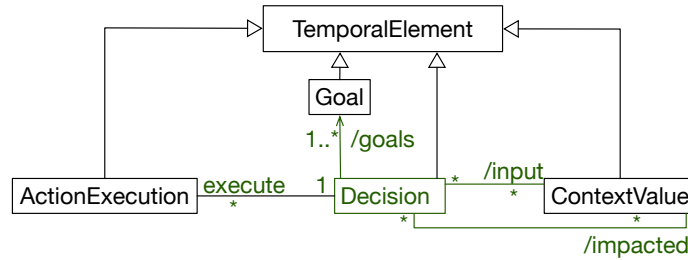 TemporalElement
Goal
1..* /goals
ActionExecution execute 1 Decision * /input ContextValue
* * * *
/impacted